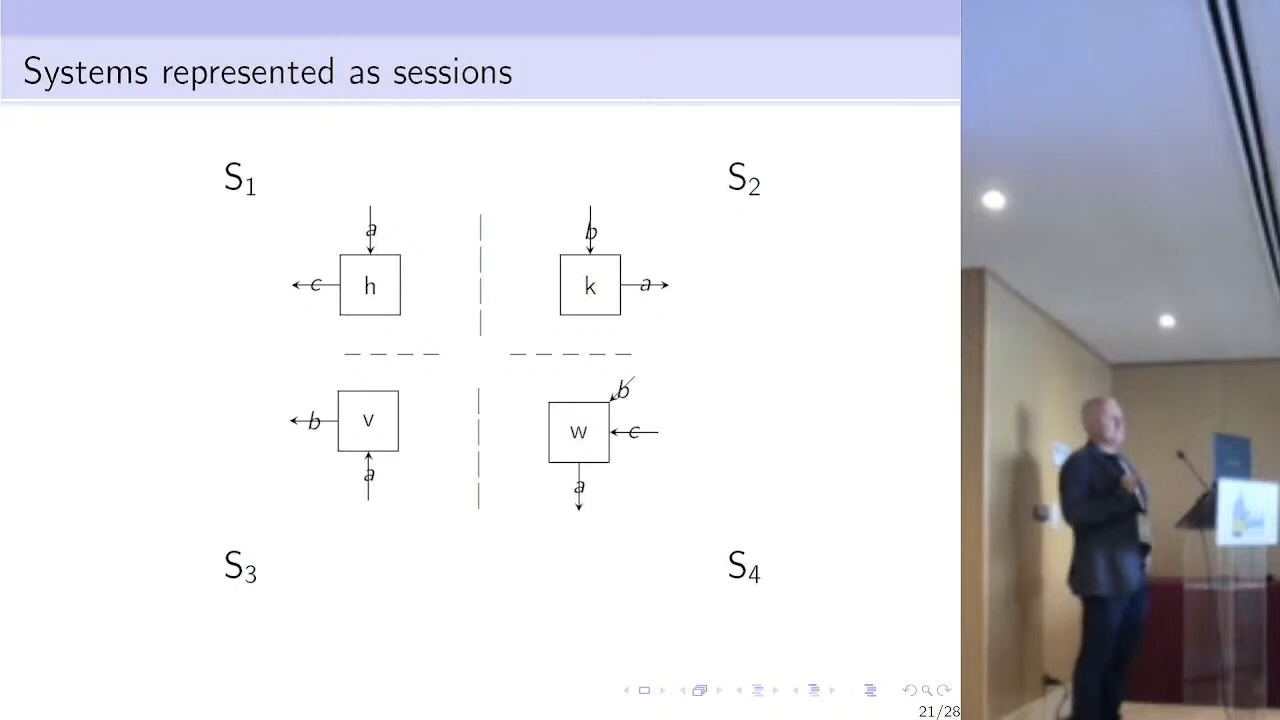 Systems represented as sessions
S1
S2
a
b
c
h
k
a
b
v
b
w
c
a
a
S3
S4
21/28